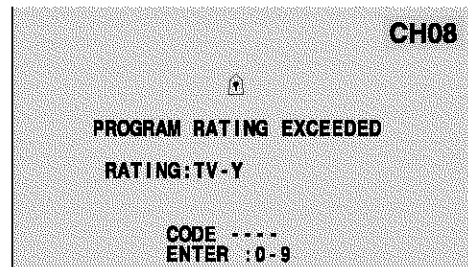 CH08
PROGRAM RATING EXCEEDED
RATING:TV-Y
CODE ----
ENTER :0-9